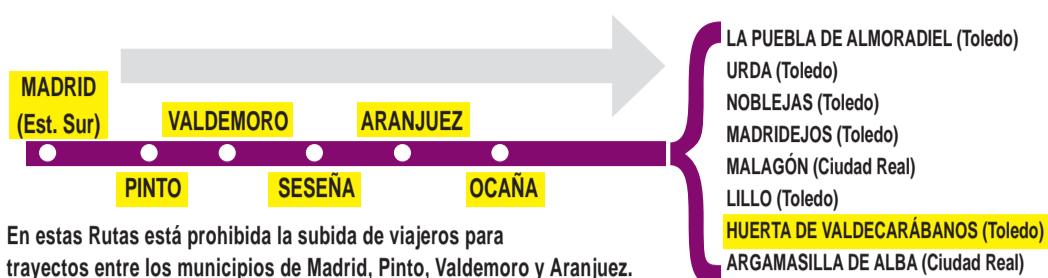 MADRID
(Est. Sur)
VALDEMORO
ARANJUEZ
PINTO
SESEÑA
OCAÑA
En estas Rutas está prohibida la subida de viajeros para
trayectos entre los municipios de Madrid, Pinto, Valdemoro y Aranjuez.
LA PUEBLA DE ALMORADIEL (Toledo)
URDA (Toledo)
NOBLEJAS (Toledo)
MADRIDEJOS (Toledo)
MALAGÓN (Ciudad Real)
LILLO (Toledo)
HUERTA DE VALDECARÁBANOS (Toledo)
ARGAMASILLA DE ALBA (Ciudad Real)